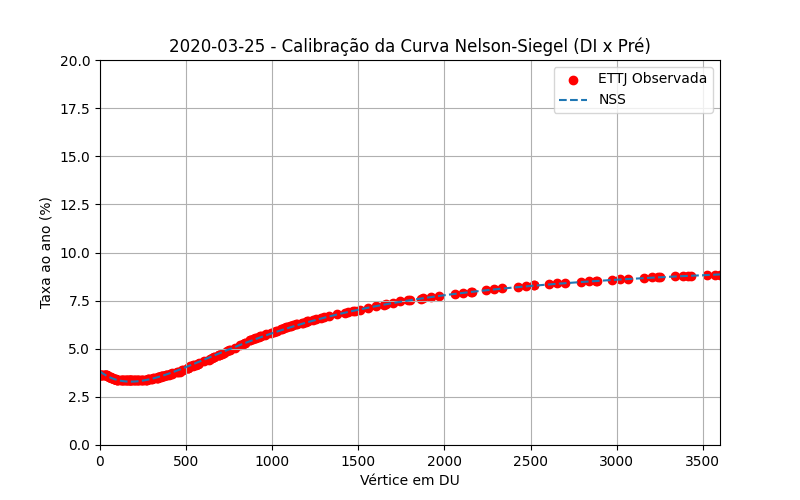 2020-03-25 - Calibração da Curva Nelson-Siegel (DI x Pré)
ETTJ Observada
NSS
Taxa ao ano (%)
20.0
17.5
15.0
12.5
10.0
7.5
5.0
2.5
0.0
0 500 1000 1500 2000 2500 3000 3500
Vértice em DU